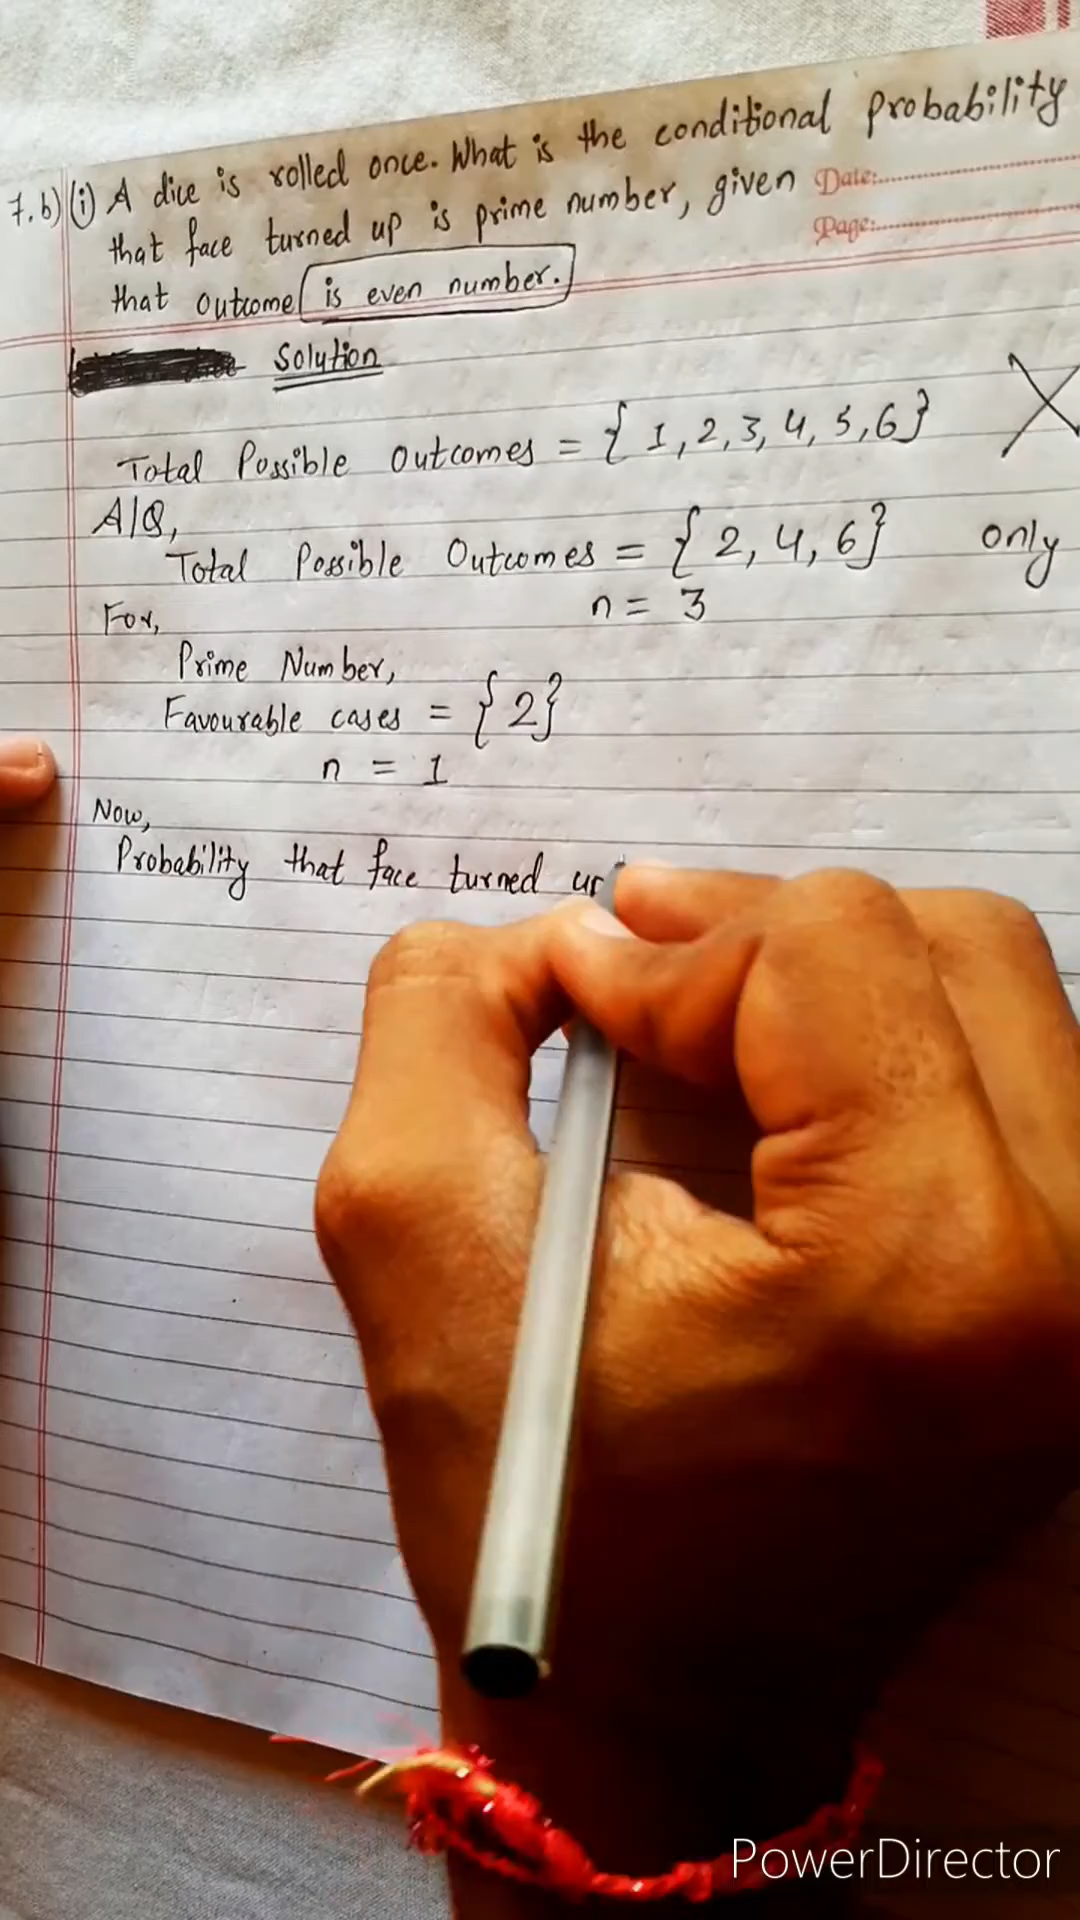 7.b)(i) A dice is rolled once. What is the conditional probability
that face turned up is prime number, given
that outcome is even number.
Date:
Page:
Solution
Total Possible Outcomes = { 1, 2, 3, 4, 5, 6 }
A/Q,
Total Possible Outcomes = { 2, 4, 6 } only
n = 3
For,
Prime Number,
Favourable cases = { 2 }
n = 1
Now,
Probability that face turned up
PowerDirector